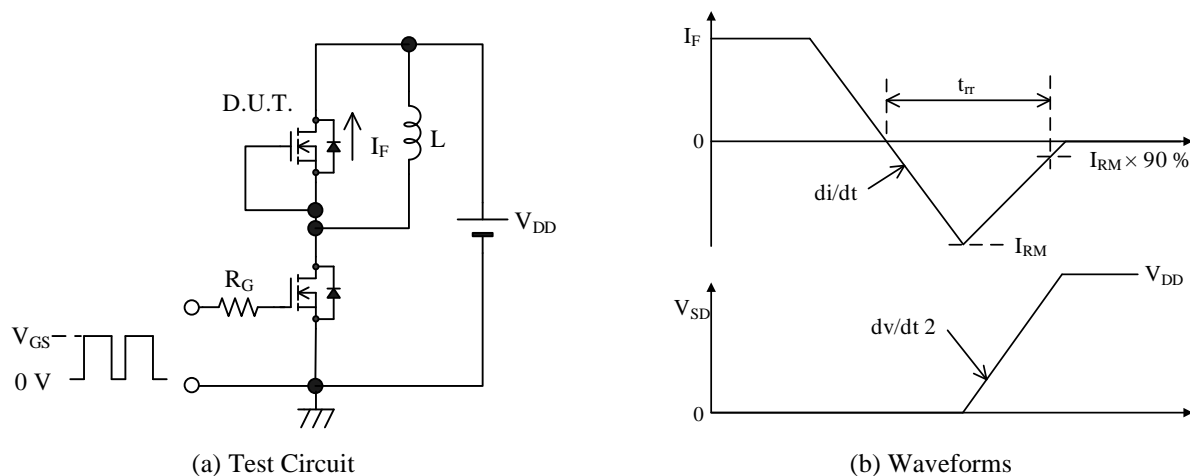 D.U.T.
I_F
L
V_DD
R_G
V_GS
0 V
(a) Test Circuit
I_F
t_rr
0
I_RM × 90 %
di/dt
I_RM
V_DD
V_SD
dv/dt 2
0
(b) Waveforms